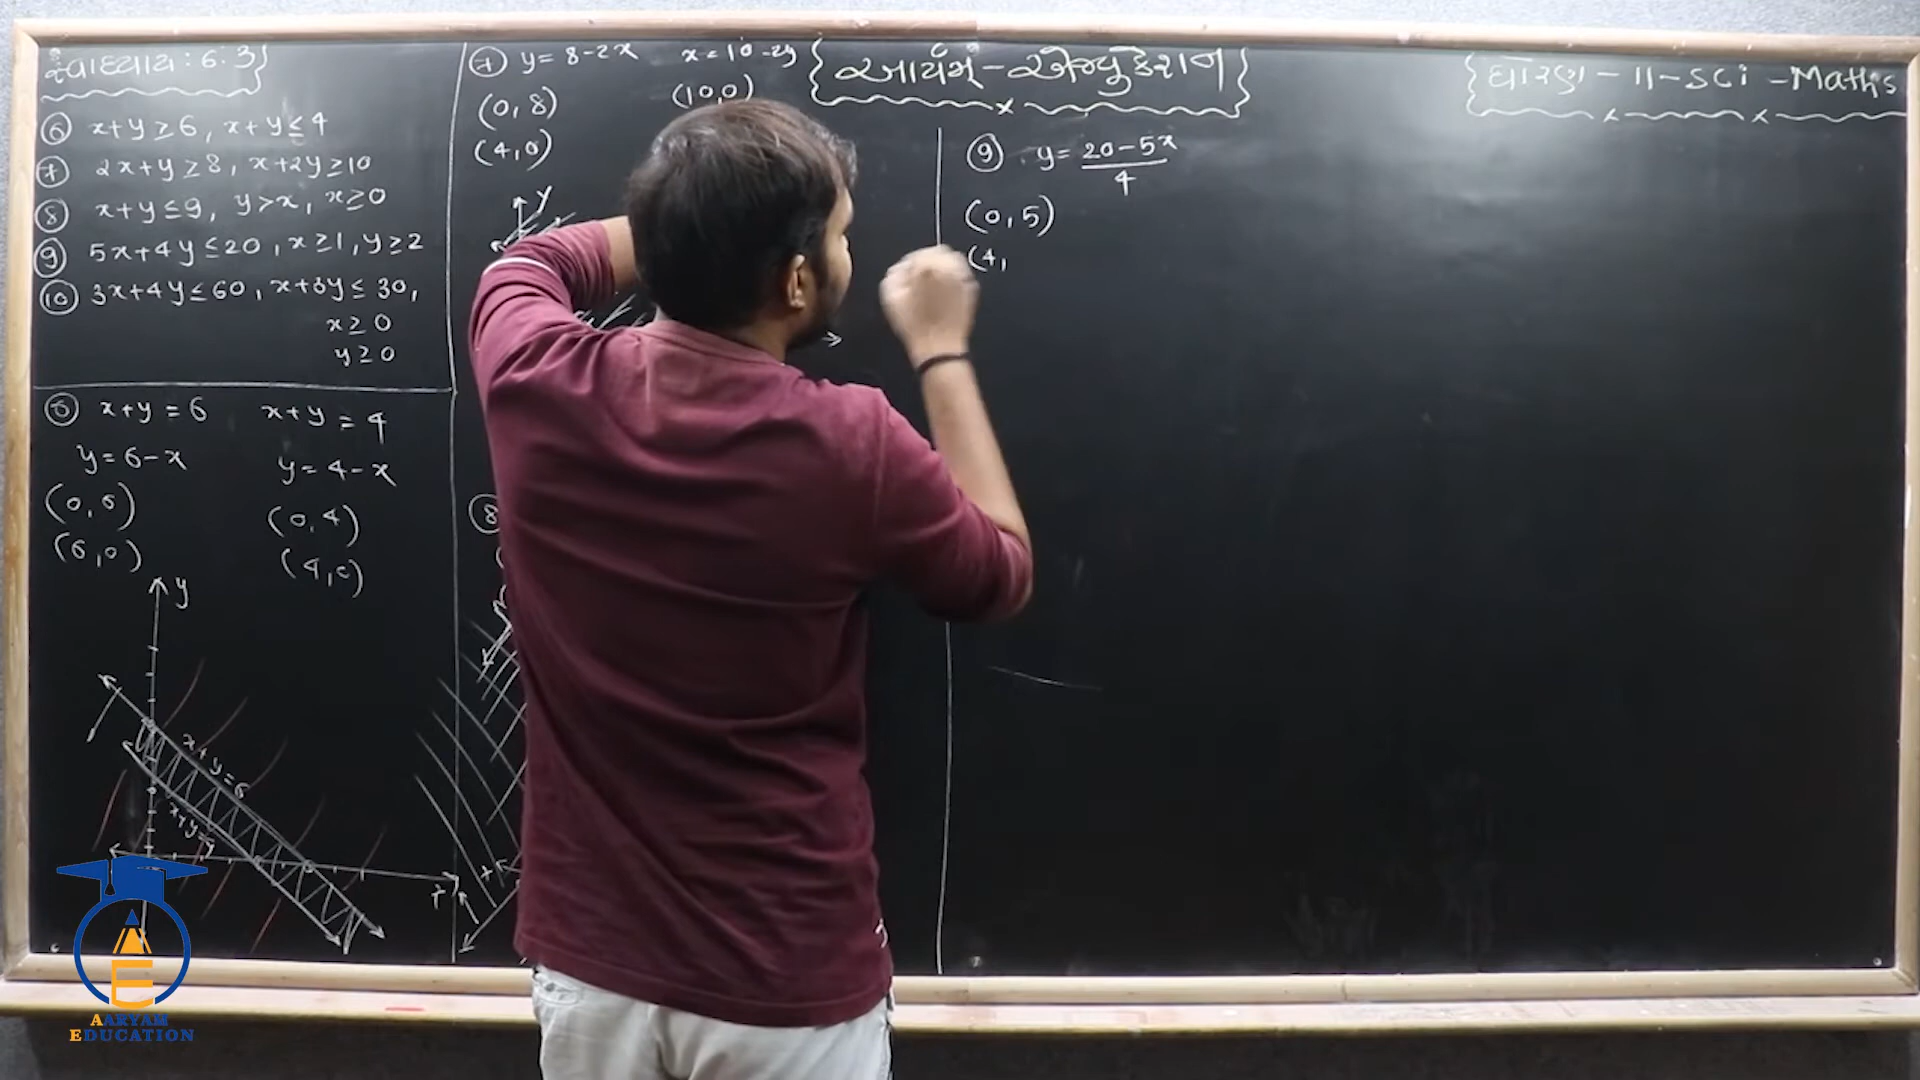 સ્વાધ્યાય : 6.3
⑥ x+y ≥ 6, x+y ≤ 4
⑦ 2x+y ≥ 8, x+2y ≥ 10
⑧ x+y ≤ 9, y > x, x ≥ 0
⑨ 5x+4y ≤ 20, x ≥ 1, y ≥ 2
⑩ 3x+4y ≤ 60, x+3y ≤ 30,
x ≥ 0
y ≥ 0
⑥ x+y = 6 x+y = 4
y = 6-x y = 4-x
(0,6) (0,4)
(6,0) (4,0)
y
x+y=6
x
⑦ y = 8-2x x = 10-2y
(0,8) (10,0)
(4,0)
y
⑧
x
આર્યમ્ - એજ્યુકેશન
ધોરણ - 11 - Sci - Maths
⑨ y = 20-5x / 4
(0,5)
(4,
AARYAM
EDUCATION